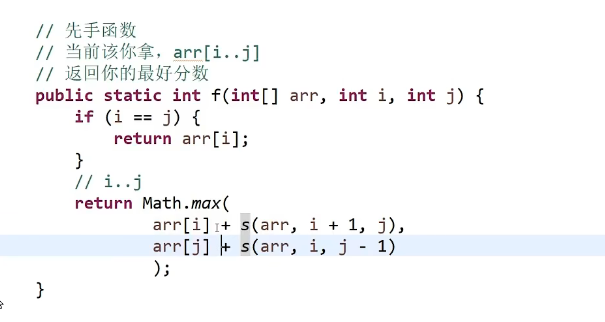 // 先手函数
// 当前该你拿，arr[i..j]
// 返回你的最好分数
public static int f(int[] arr, int i, int j) {
if (i == j) {
return arr[i];
}
// i..j
return Math.max(
arr[i] + s(arr, i + 1, j),
arr[j] + s(arr, i, j - 1)
);
}